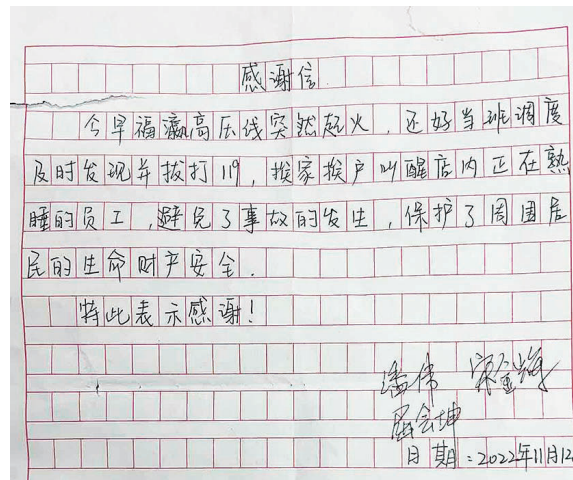 感谢信
今早福瀛高压线突然起火，还好当班调度
及时发现并拔打119，挨家挨户叫醒店内正在熟
睡的员工，避免了事故的发生，保护了周围居
民的生命财产安全.
特此表示感谢！
潘伟
日期：2022年11月12